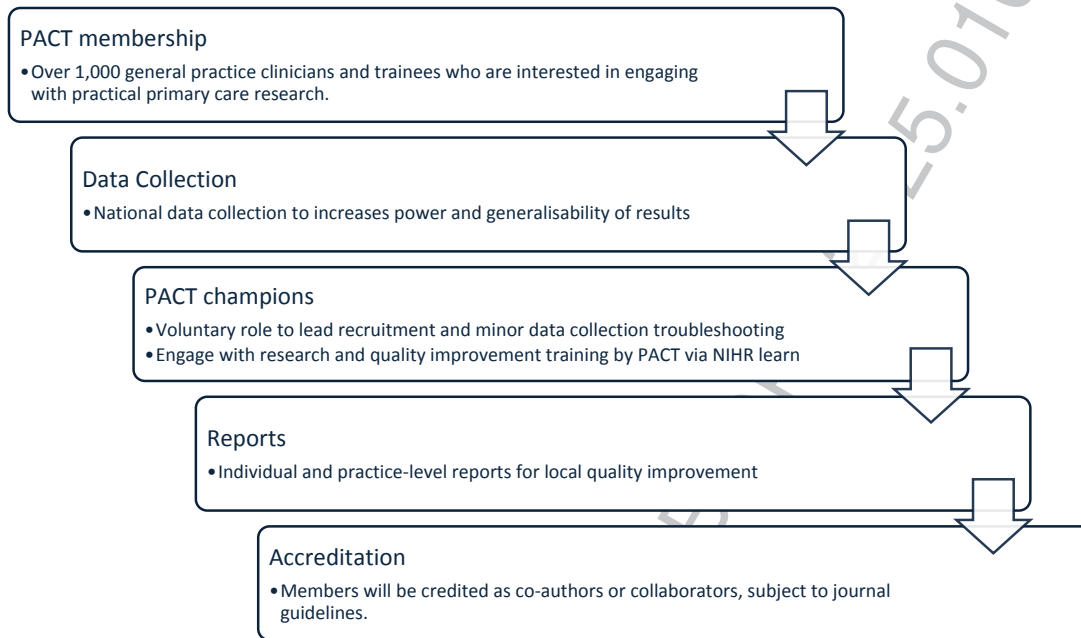 PACT membership
•Over 1,000 general practice clinicians and trainees who are interested in engaging
with practical primary care research.
Data Collection
•National data collection to increases power and generalisability of results
PACT champions
•Voluntary role to lead recruitment and minor data collection troubleshooting
•Engage with research and quality improvement training by PACT via NIHR learn
Reports
•Individual and practice-level reports for local quality improvement
Accreditation
•Members will be credited as co-authors or collaborators, subject to journal
guidelines.